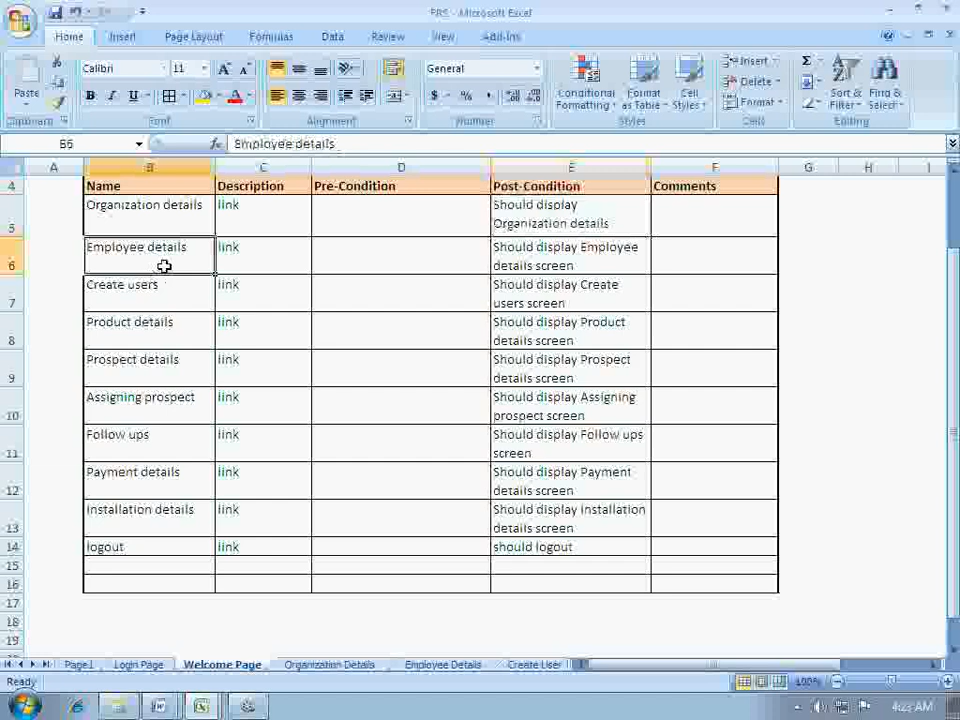 FRS - Microsoft Excel
Home Insert Page Layout Formulas Data Review View Add-Ins
Paste
Calibri 11
General
Conditional Formatting
Format as Table
Cell Styles
Insert
Delete
Format
Sort & Filter
Find & Select
Clipboard Font Alignment Number Styles Cells Editing
B6 fx Employee details
A B C D E F G H I
4 Name Description Pre-Condition Post-Condition Comments
5 Organization details link Should display Organization details
6 Employee details link Should display Employee details screen
7 Create users link Should display Create users screen
8 Product details link Should display Product details screen
9 Prospect details link Should display Prospect details screen
10 Assigning prospect link Should display Assigning prospect screen
11 Follow ups link Should display Follow ups screen
12 Payment details link Should display Payment details screen
13 Installation details link Should display Installation details screen
14 logout link should logout
15
16
17
18
19
Page1 Login Page Welcome Page Organization Details Employee Details Create User
Ready 100%
4:23 AM